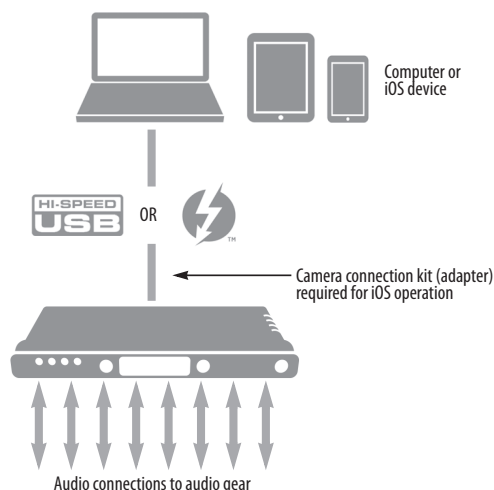 Computer or
iOS device
HI-SPEED
USB
OR
TM
Camera connection kit (adapter)
required for iOS operation
Audio connections to audio gear